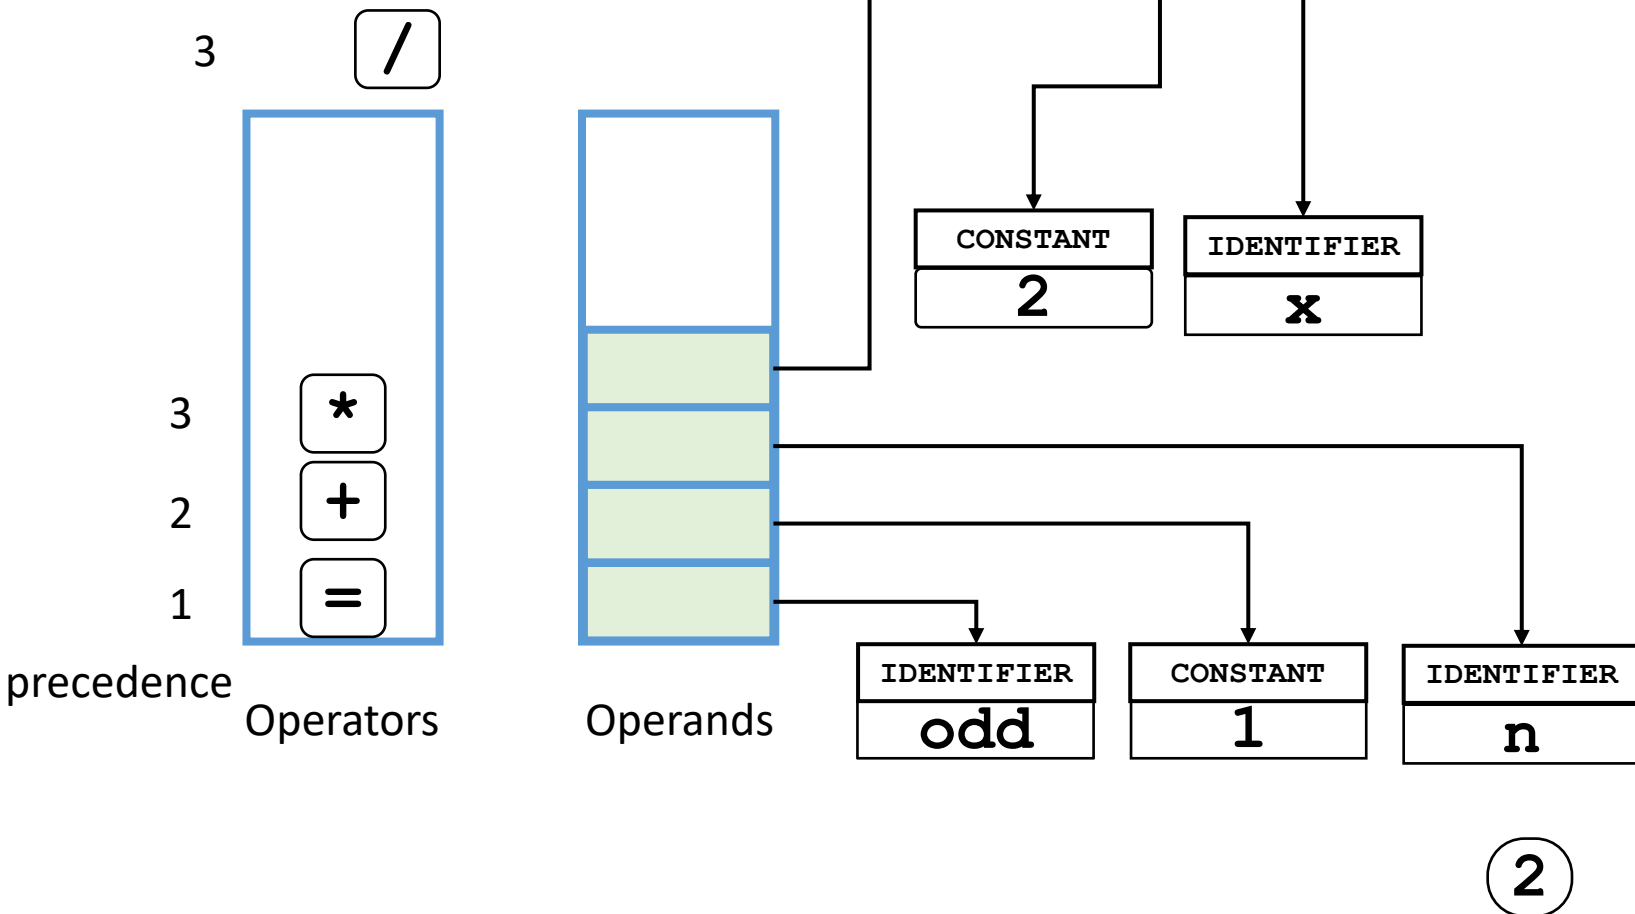 3 /
CONSTANT IDENTIFIER
2 x
3 *
2 +
1 =
IDENTIFIER CONSTANT IDENTIFIER
odd 1 n
precedence
Operators Operands
2